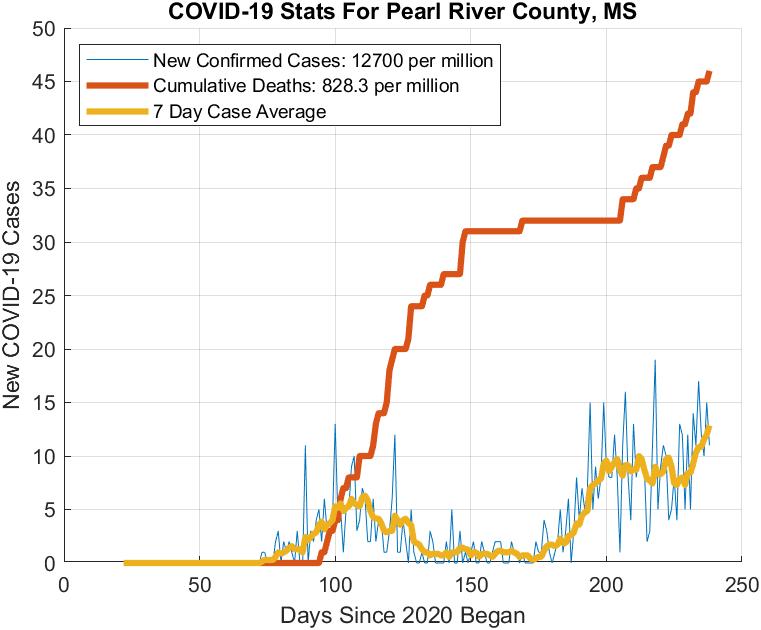 COVID-19 Stats For Pearl River County, MS
New Confirmed Cases: 12700 per million
Cumulative Deaths: 828.3 per million
7 Day Case Average
New COVID-19 Cases
50
45
40
35
30
25
20
15
10
5
0
0 50 100 150 200 250
Days Since 2020 Began